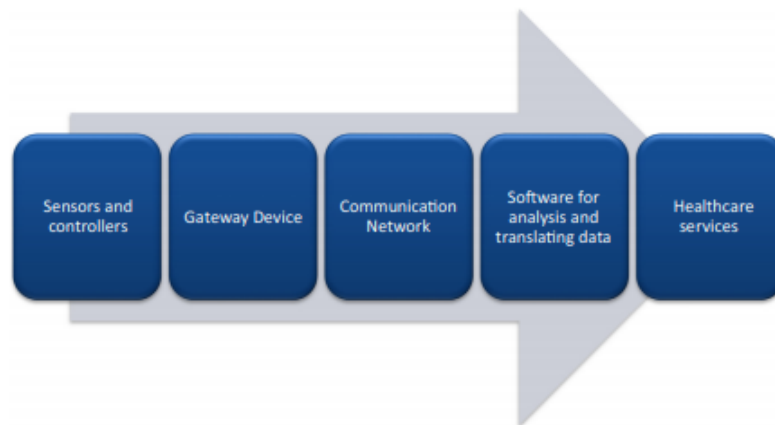 Sensors and
controllers
Gateway Device
Communication
Network
Software for
analysis and
translating data
Healthcare
services